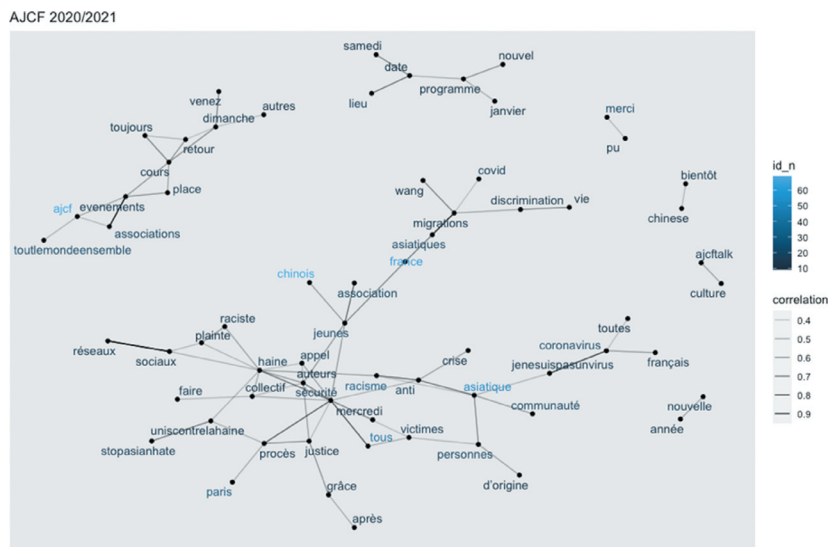 AJCF 2020/2021
samedi
date
nouvel
programme
lieu
janvier
venez
autres
dimanche
toujours
retour
cours
place
ajcf
evenements
associations
toutlemondeensemble
merci
pu
covid
wang
discrimination
vie
migrations
asiatiques
france
bientôt
chinese
ajcftalk
culture
chinois
association
jeunes
raciste
plainte
réseaux
sociaux
haine
appel
auteurs
sécurité
collectif
faire
racisme
anti
crise
asiatique
toutes
coronavirus
jenesuispasunvirus
français
communauté
mercredi
tous
victimes
personnes
d'origine
uniscontrelahaine
stopasianhate
procès
justice
paris
grâce
après
nouvelle
année
id_n
60
50
40
30
20
10
correlation
0.4
0.5
0.6
0.7
0.8
0.9